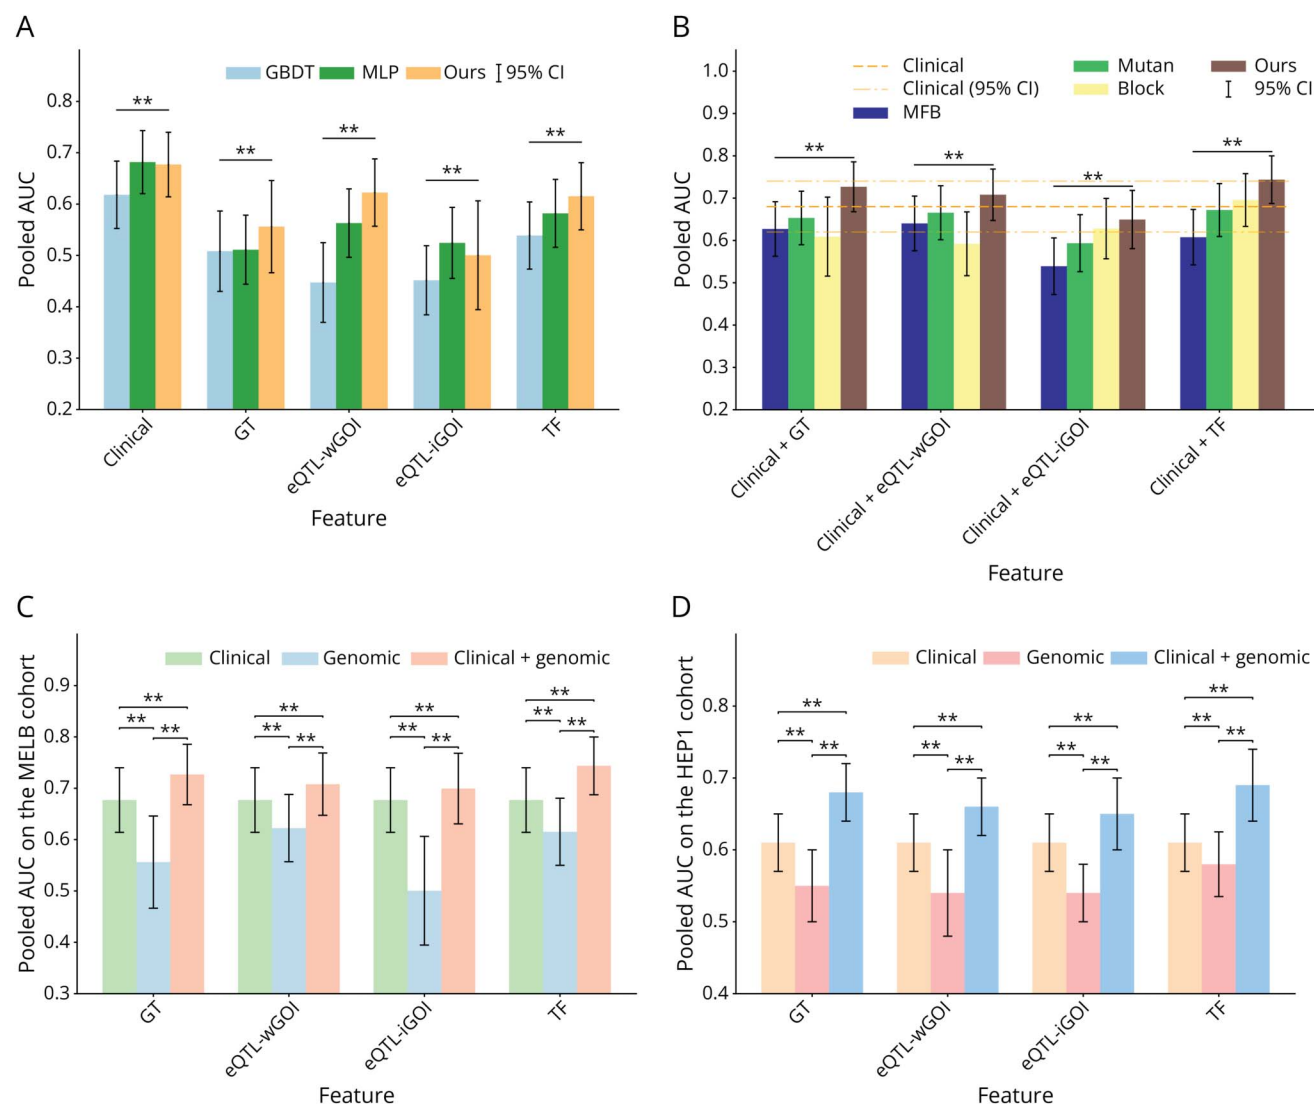 A
GBDT MLP Ours 95% CI
Pooled AUC
0.8
0.7
0.6
0.5
0.4
0.3
0.2
**
**
**
**
**
Clinical
GT
eQTL-wGOI
eQTL-iGOI
TF
Feature
B
Clinical
Clinical (95% CI)
MFB
Mutan
Block
Ours
95% CI
Pooled AUC
1.0
0.9
0.8
0.7
0.6
0.5
0.4
0.3
0.2
**
**
**
**
Clinical + GT
Clinical + eQTL-wGOI
Clinical + eQTL-iGOI
Clinical + TF
Feature
C
Clinical Genomic Clinical + genomic
Pooled AUC on the MELB cohort
0.9
0.8
0.7
0.6
0.5
0.4
0.3
**
** **
**
** **
**
** **
**
** **
GT
eQTL-wGOI
eQTL-iGOI
TF
Feature
D
Clinical Genomic Clinical + genomic
Pooled AUC on the HEP1 cohort
0.8
0.7
0.6
0.5
0.4
**
** **
**
** **
**
** **
**
** **
GT
eQTL-wGOI
eQTL-iGOI
TF
Feature